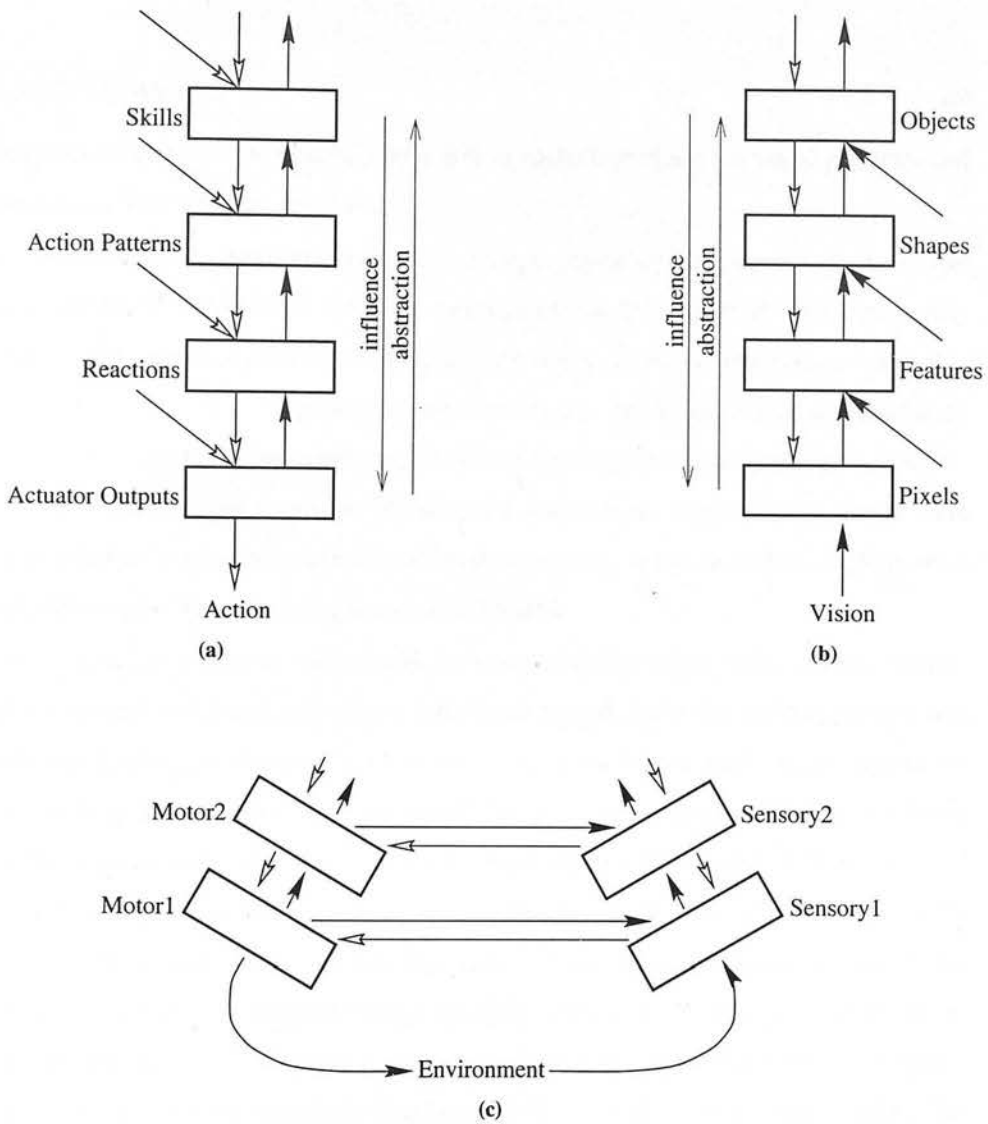 Skills
Action Patterns
Reactions
Actuator Outputs
influence
abstraction
Action
(a)
Objects
Shapes
Features
Pixels
influence
abstraction
Vision
(b)
Motor2
Sensory2
Motor1
Sensory1
Environment
(c)